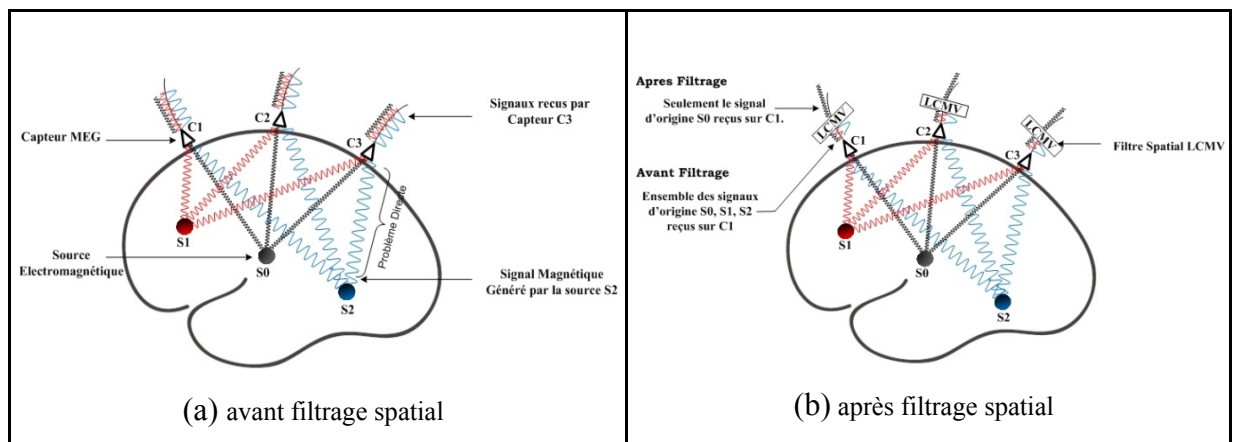 C1
C2
C3
Capteur MEG
Signaux recus par
Capteur C3
Problème Directe
S1
Source
Electromagnétique
S0
S2
Signal Magnétique
Généré par la source S2
(a) avant filtrage spatial
Apres Filtrage
Seulement le signal
d'origine S0 reçus sur C1.
LCMV
LCMV
LCMV
C1
C2
C3
Filtre Spatial LCMV
Avant Filtrage
Ensemble des signaux
d'origine S0, S1, S2
reçus sur C1
S1
S0
S2
(b) après filtrage spatial